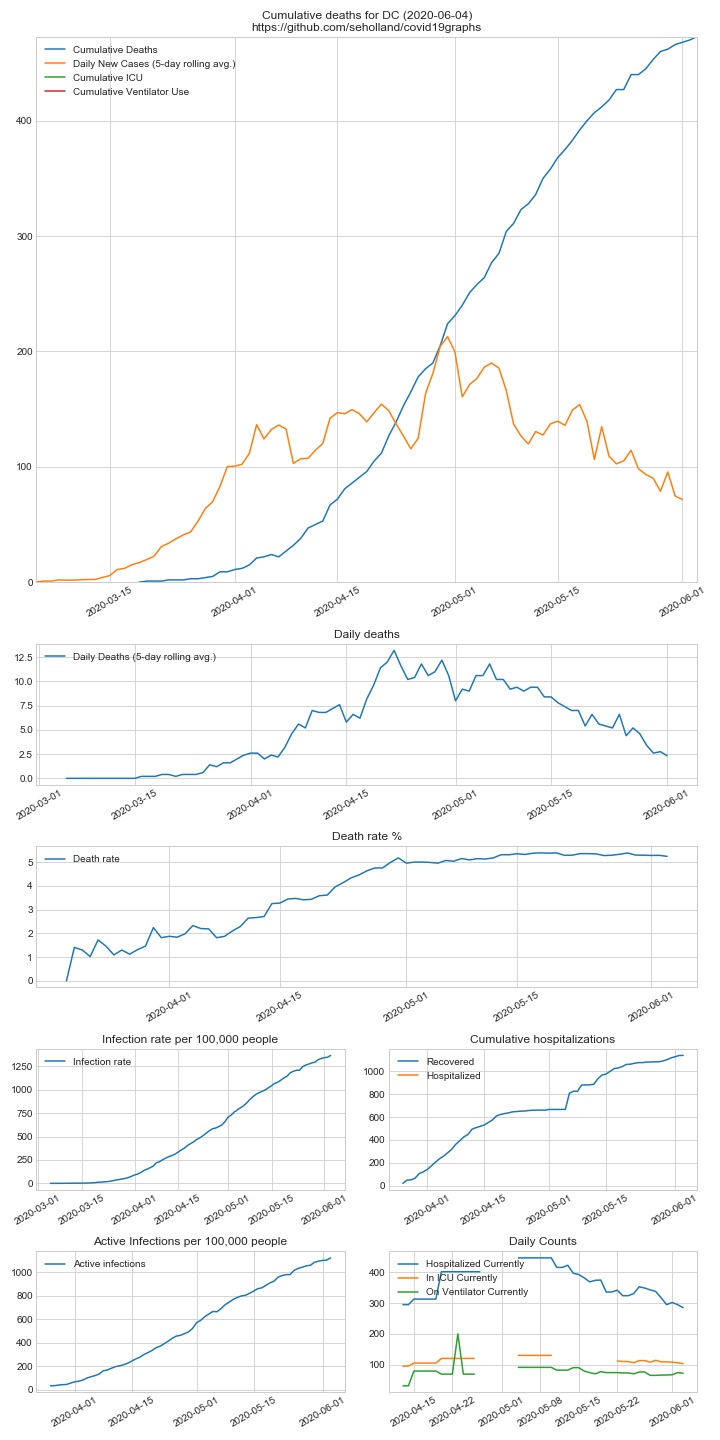 Cumulative deaths for DC (2020-06-04)
https://github.com/seholland/covid19graphs
Cumulative Deaths
Daily New Cases (5-day rolling avg.)
Cumulative ICU
Cumulative Ventilator Use
400
300
200
100
0
2020-03-15 2020-04-01 2020-04-15 2020-05-01 2020-05-15 2020-06-01
Daily deaths
Daily Deaths (5-day rolling avg.)
12.5
10.0
7.5
5.0
2.5
0.0
2020-03-01 2020-03-15 2020-04-01 2020-04-15 2020-05-01 2020-05-15 2020-06-01
Death rate %
Death rate
5
4
3
2
1
0
2020-04-01 2020-04-15 2020-05-01 2020-05-15 2020-06-01
Infection rate per 100,000 people
Infection rate
1250
1000
750
500
250
0
2020-03-01 2020-03-15 2020-04-01 2020-04-15 2020-05-01 2020-05-15 2020-06-01
Cumulative hospitalizations
Recovered
Hospitalized
1000
800
600
400
200
0
2020-04-01 2020-04-15 2020-05-01 2020-05-15 2020-06-01
Active Infections per 100,000 people
Active infections
1000
800
600
400
200
0
2020-04-01 2020-04-15 2020-05-01 2020-05-15 2020-06-01
Daily Counts
Hospitalized Currently
In ICU Currently
On Ventilator Currently
400
300
200
100
2020-04-15 2020-04-22 2020-05-01 2020-05-08 2020-05-15 2020-05-22 2020-06-01